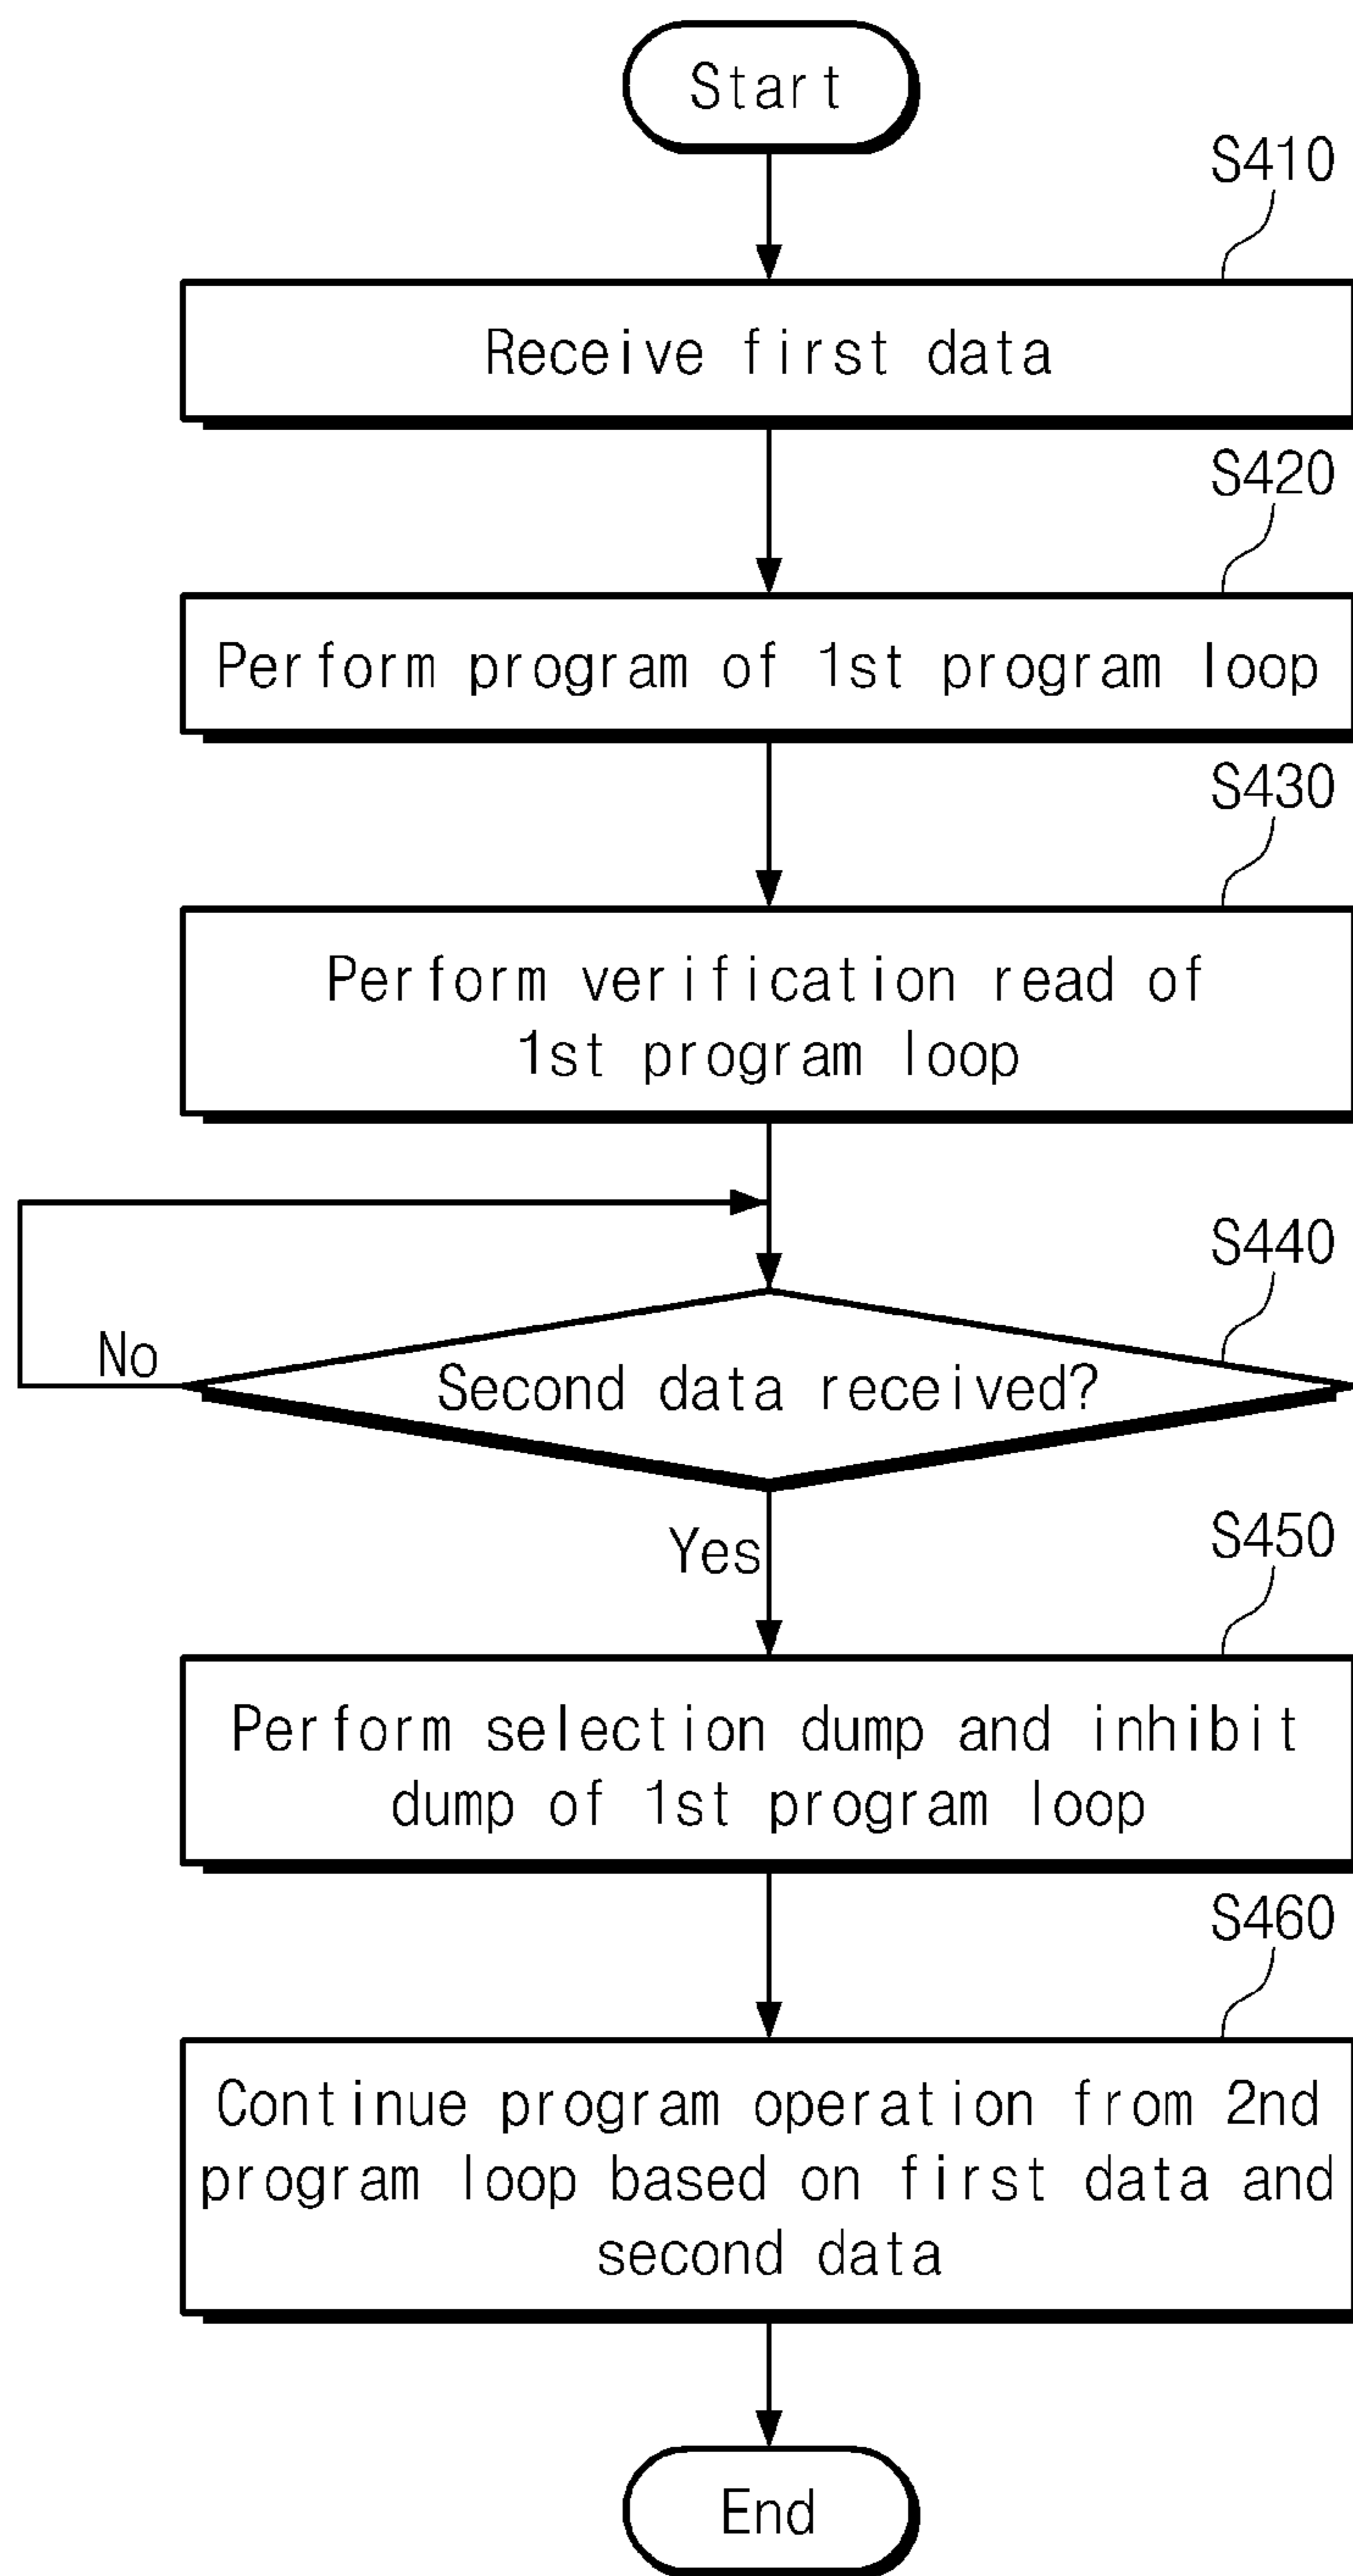 Start
S410
Receive first data
S420
Perform program of 1st program loop
S430
Perform verification read of
1st program loop
S440
No
Second data received?
Yes
S450
Perform selection dump and inhibit
dump of 1st program loop
S460
Continue program operation from 2nd
program loop based on first data and
second data
End